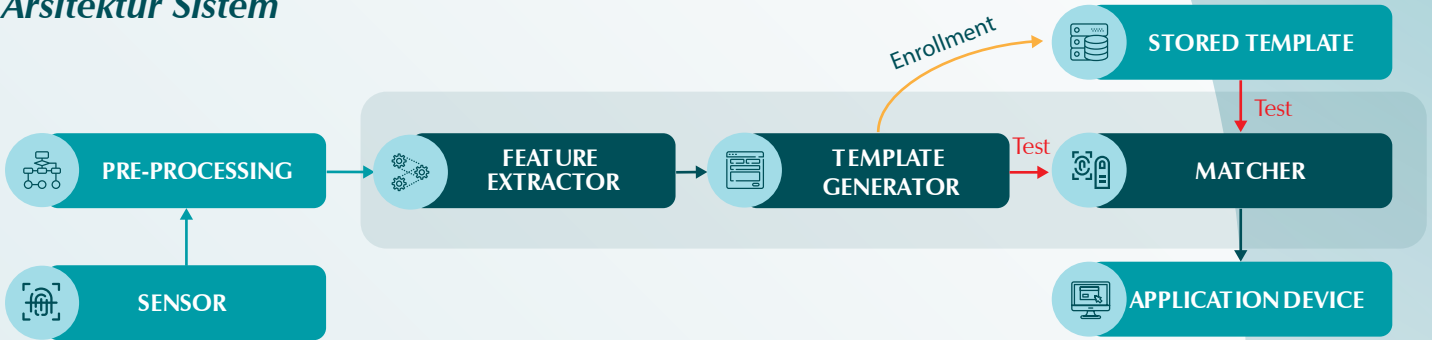 Arsitektur Sistem
Enrollment
STORED TEMPLATE
Test
PRE-PROCESSING
FEATURE
EXTRACTOR
TEMPLATE
GENERATOR
Test
MATCHER
SENSOR
APPLICATION DEVICE